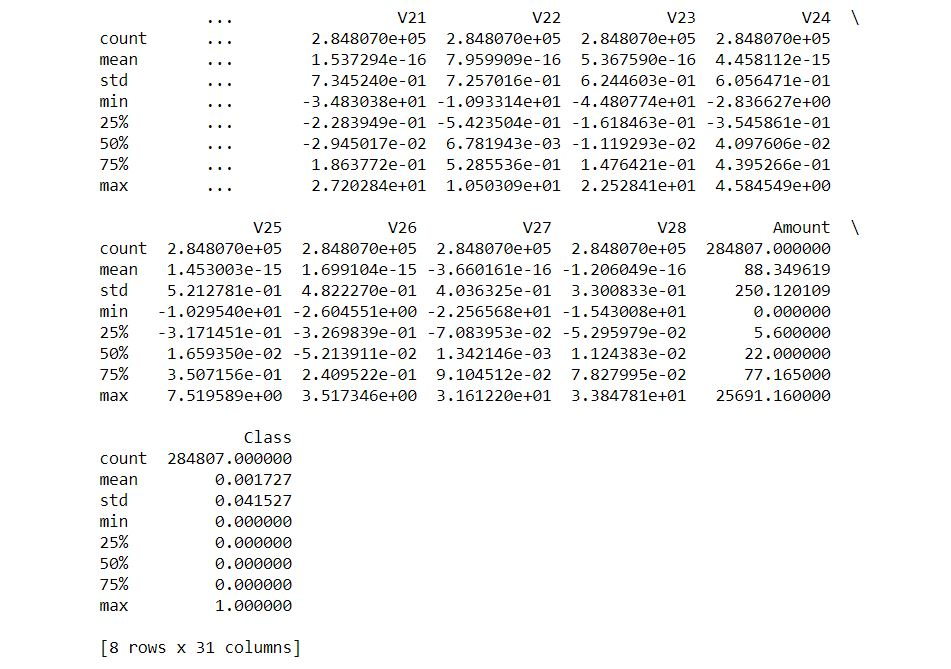 ... V21 V22 V23 V24 \
count ... 2.848070e+05 2.848070e+05 2.848070e+05 2.848070e+05
mean ... 1.537294e-16 7.959909e-16 5.367590e-16 4.458112e-15
std ... 7.345240e-01 7.257016e-01 6.244603e-01 6.056471e-01
min ... -3.483038e+01 -1.093314e+01 -4.480774e+01 -2.836627e+00
25% ... -2.283949e-01 -5.423504e-01 -1.618463e-01 -3.545861e-01
50% ... -2.945017e-02 6.781943e-03 -1.119293e-02 4.097606e-02
75% ... 1.863772e-01 5.285536e-01 1.476421e-01 4.395266e-01
max ... 2.720284e+01 1.050309e+01 2.252841e+01 4.584549e+00
V25 V26 V27 V28 Amount \
count 2.848070e+05 2.848070e+05 2.848070e+05 2.848070e+05 284807.000000
mean 1.453003e-15 1.699104e-15 -3.660161e-16 -1.206049e-16 88.349619
std 5.212781e-01 4.822270e-01 4.036325e-01 3.300833e-01 250.120109
min -1.029540e+01 -2.604551e+00 -2.256568e+01 -1.543008e+01 0.000000
25% -3.171451e-01 -3.269839e-01 -7.083953e-02 -5.295979e-02 5.600000
50% 1.659350e-02 -5.213911e-02 1.342146e-03 1.124383e-02 22.000000
75% 3.507156e-01 2.409522e-01 9.104512e-02 7.827995e-02 77.165000
max 7.519589e+00 3.517346e+00 3.161220e+01 3.384781e+01 25691.160000
Class
count 284807.000000
mean 0.001727
std 0.041527
min 0.000000
25% 0.000000
50% 0.000000
75% 0.000000
max 1.000000
[8 rows x 31 columns]